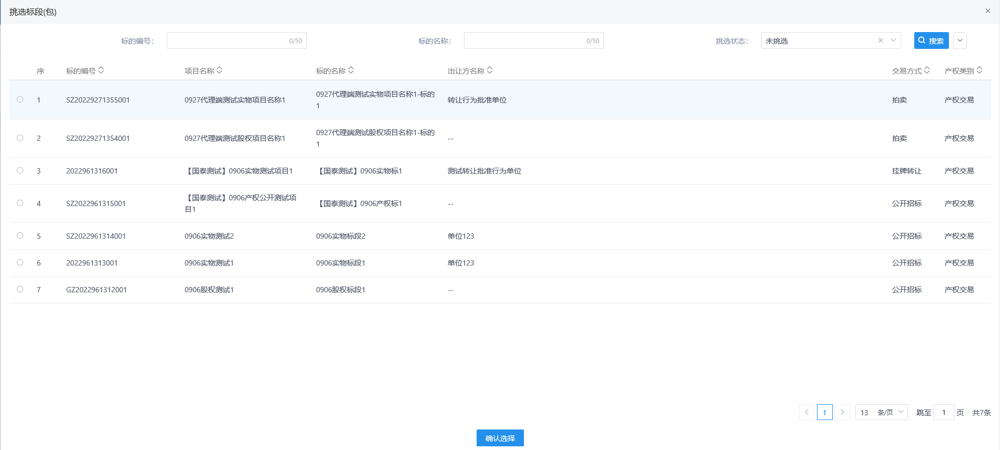 挑选标段(包)
标的编号： 0/50 标的名称： 0/50 挑选状态： 未挑选 搜索
序 标的编号 项目名称 标的名称 出让方名称 交易方式 产权类别
1 SZ20229271355001 0927代理端测试实物项目名称1 0927代理端测试实物项目名称1-标的
1 转让行为批准单位 拍卖 产权交易
2 SZ20229271354001 0927代理端测试股权项目名称1 0927代理端测试股权项目名称1-标的
1 -- 拍卖 产权交易
3 2022961316001 【国泰测试】0906实物测试项目1 【国泰测试】0906实物标1 测试转让批准行为单位 挂牌转让 产权交易
4 SZ2022961315001 【国泰测试】0906产权公开测试项
目1 【国泰测试】0906产权标1 -- 公开招标 产权交易
5 SZ2022961314001 0906实物测试2 0906实物标段2 单位123 公开招标 产权交易
6 2022961313001 0906实物测试1 0906实物标段1 单位123 公开招标 产权交易
7 GZ2022961312001 0906股权测试1 0906股权标段1 -- 公开招标 产权交易
1 13 条/页 跳至 1 页 共7条
确认选择